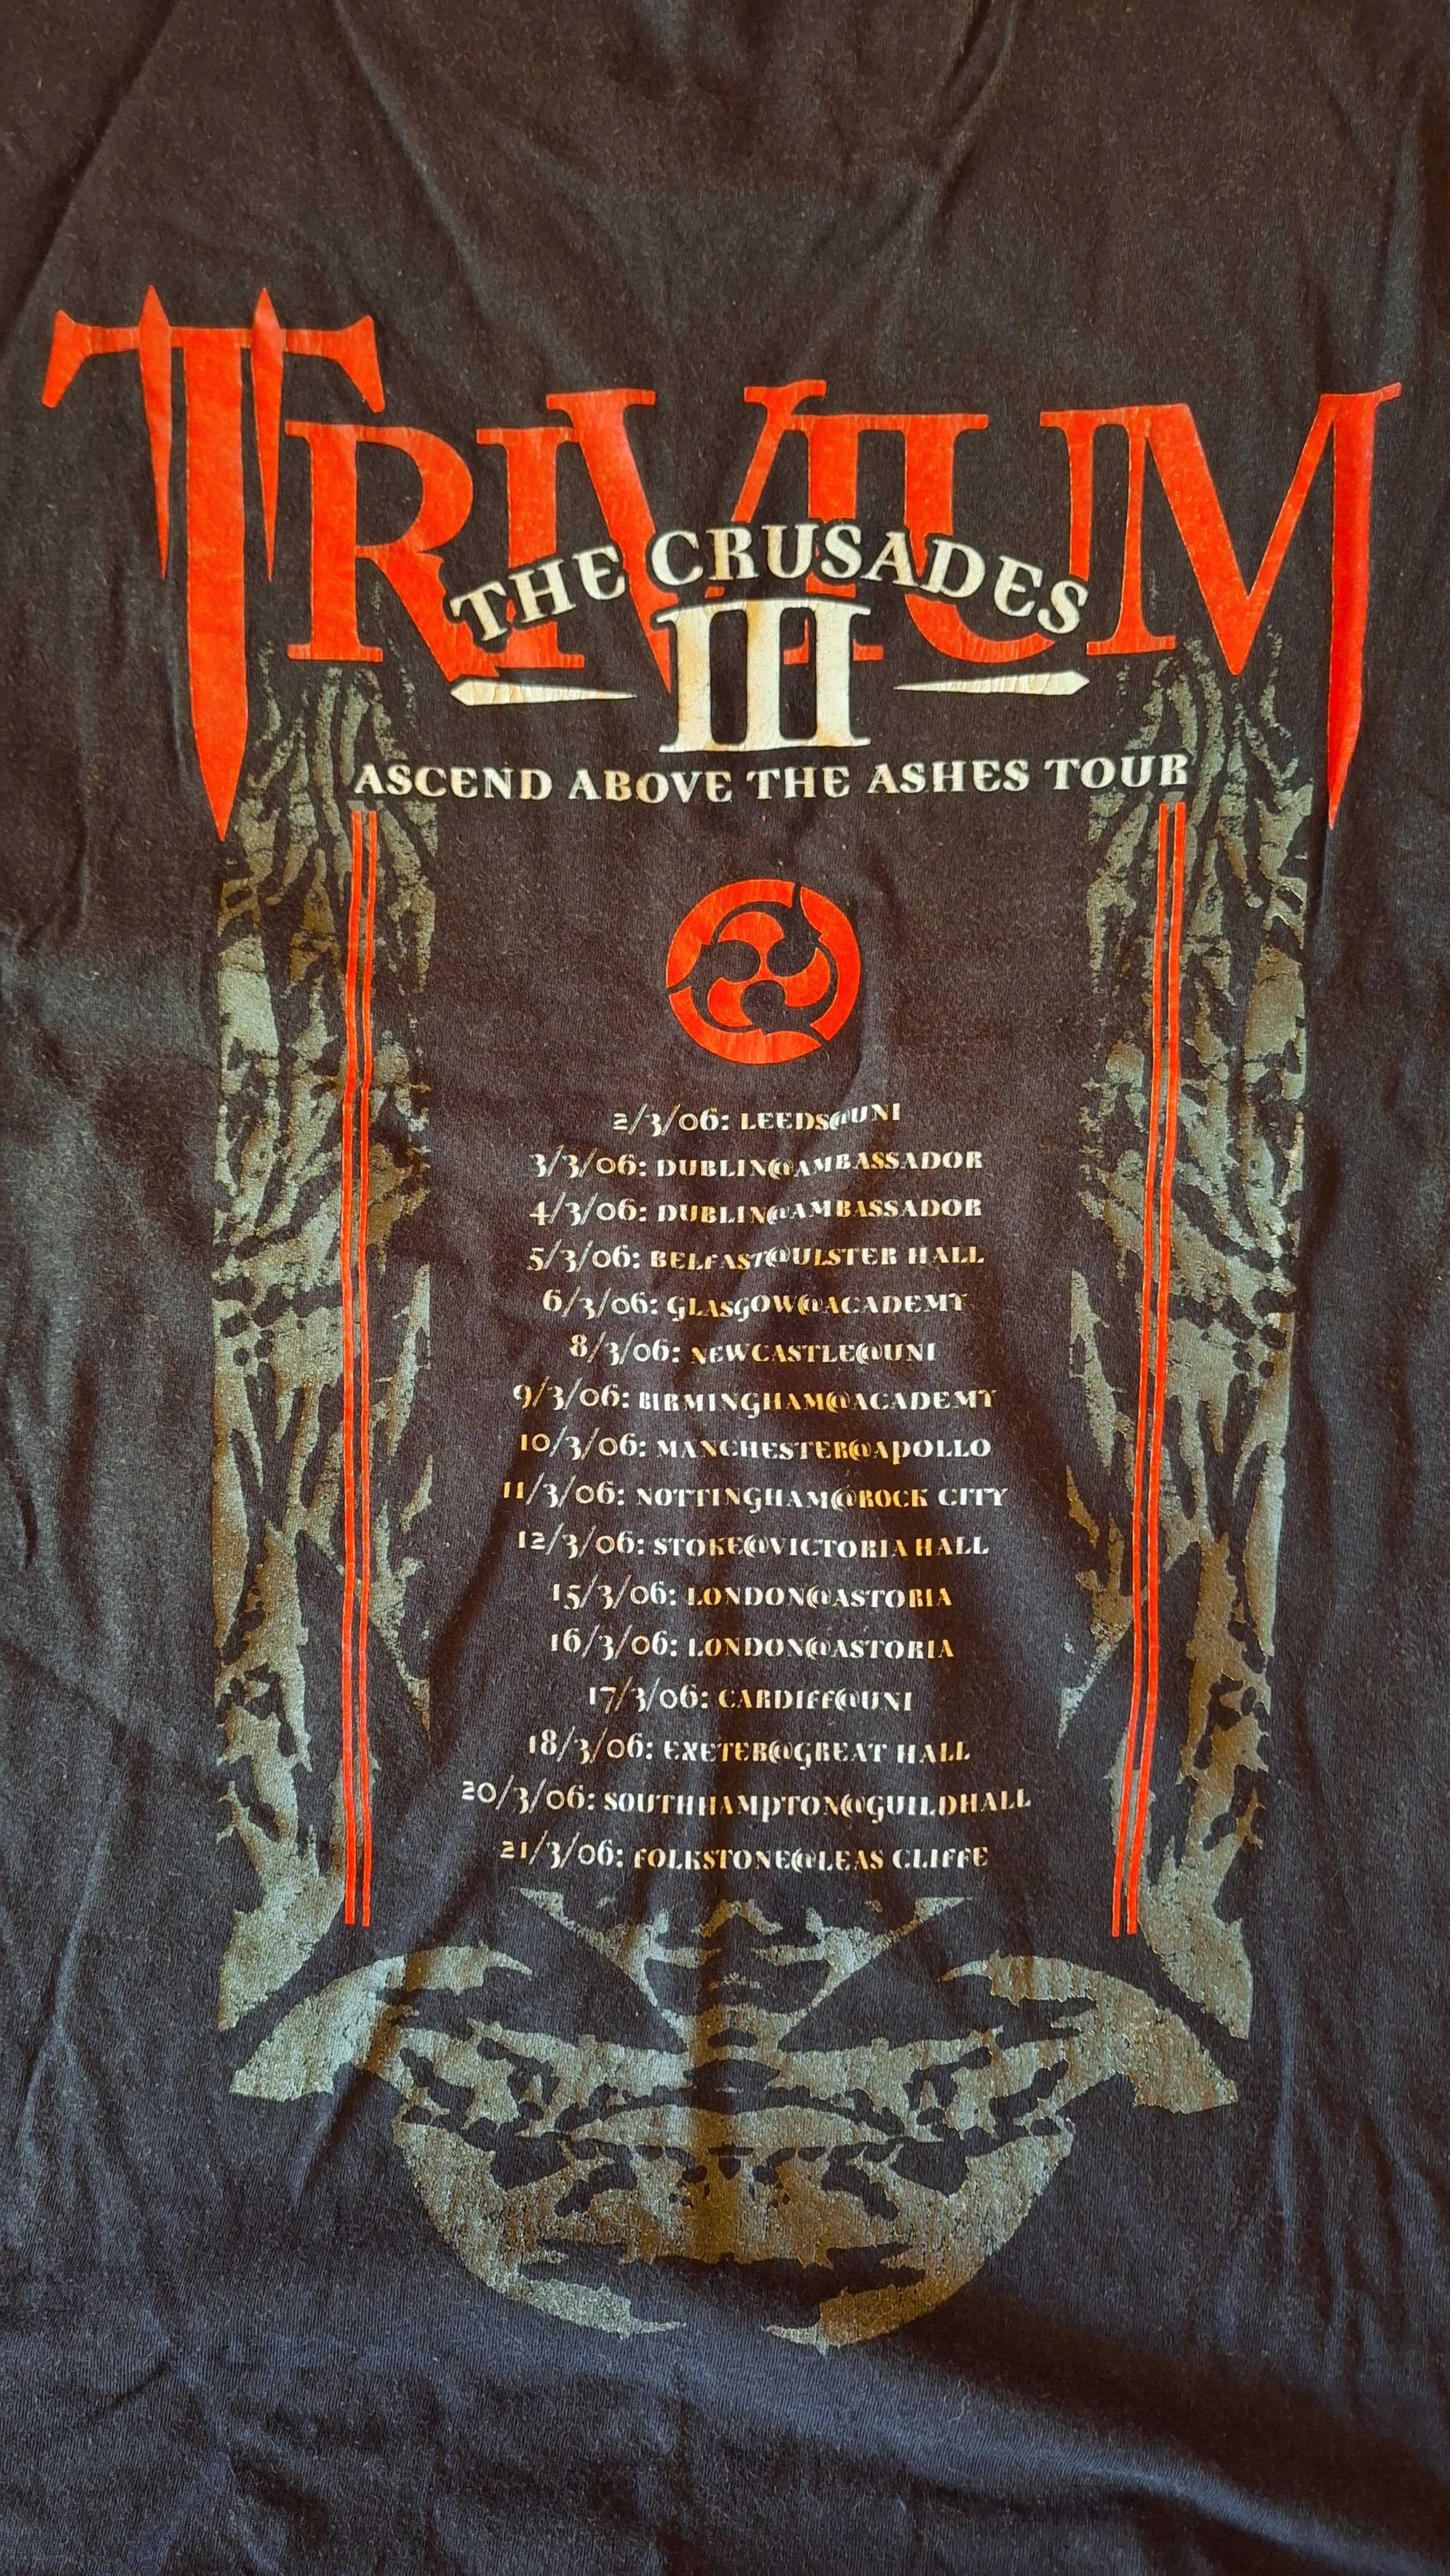 TRIVIUM
THE CRUSADES
III
ASCEND ABOVE THE ASHES TOUR
2/3/06: LEEDS@UNI
3/3/06: DUBLIN@AMBASSADOR
4/3/06: DUBLIN@AMBASSADOR
5/3/06: BELFAST@ULSTER HALL
6/3/06: GLASGOW@ACADEMY
8/3/06: NEWCASTLE@UNI
9/3/06: BIRMINGHAM@ACADEMY
10/3/06: MANCHESTER@APOLLO
11/3/06: NOTTINGHAM@ROCK CITY
12/3/06: STOKE@VICTORIA HALL
15/3/06: LONDON@ASTORIA
16/3/06: LONDON@ASTORIA
17/3/06: CARDIFF@UNI
18/3/06: EXETER@GREAT HALL
20/3/06: SOUTHHAMPTON@GUILDHALL
21/3/06: FOLKSTONE@LEAS CLIFFE